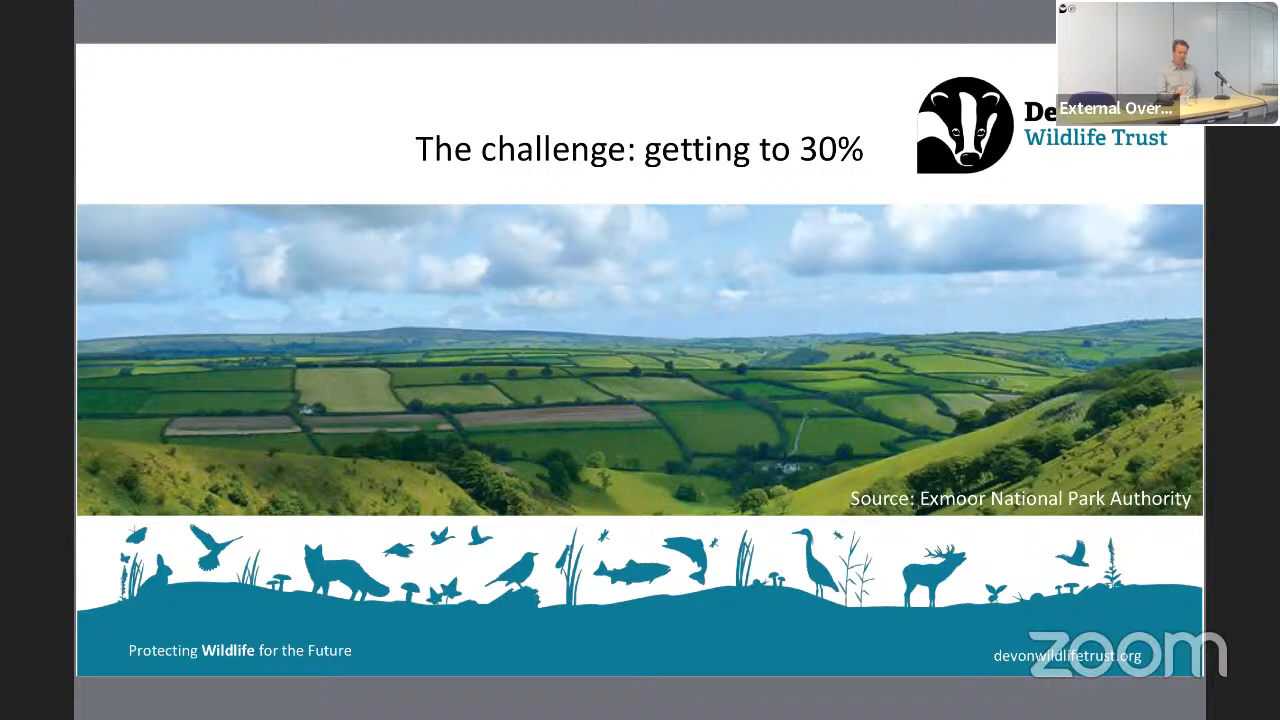 The challenge: getting to 30%
De
Wildlife Trust
External Over...
Source: Exmoor National Park Authority
Protecting Wildlife for the Future
devonwildlifetrust.org
zoom